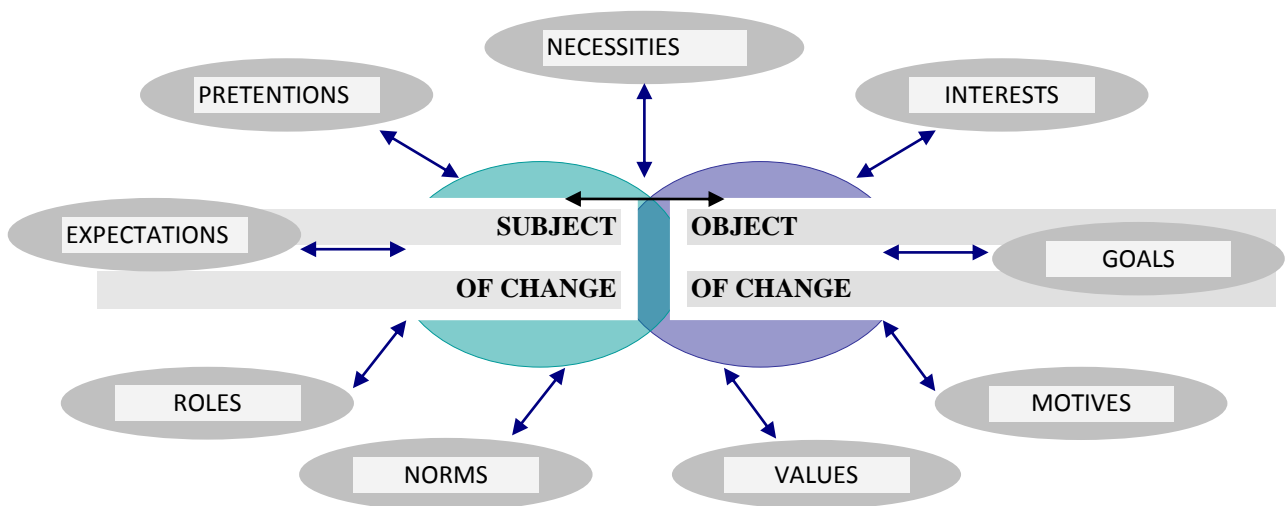 NECESSITIES
PRETENTIONS
INTERESTS
EXPECTATIONS
SUBJECT
OF CHANGE
OBJECT
OF CHANGE
GOALS
ROLES
MOTIVES
NORMS
VALUES